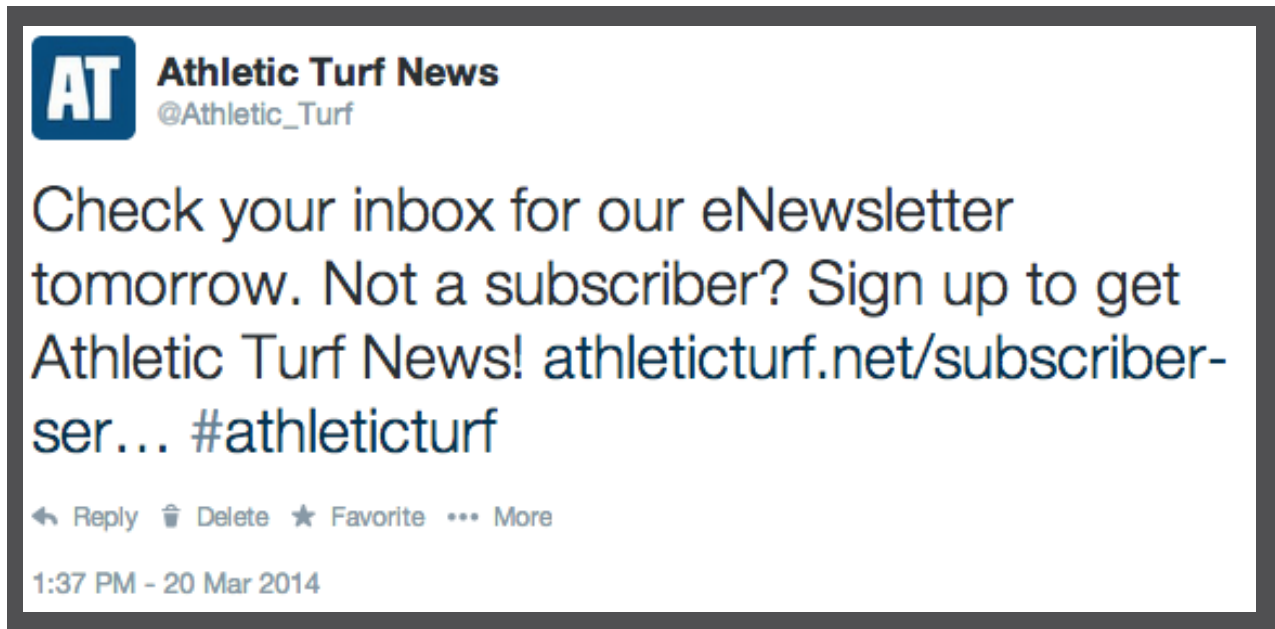 AT
Athletic Turf News
@Athletic_Turf
Check your inbox for our eNewsletter
tomorrow. Not a subscriber? Sign up to get
Athletic Turf News! athleticturf.net/subscriber-
ser… #athleticturf
Reply Delete Favorite ••• More
1:37 PM - 20 Mar 2014